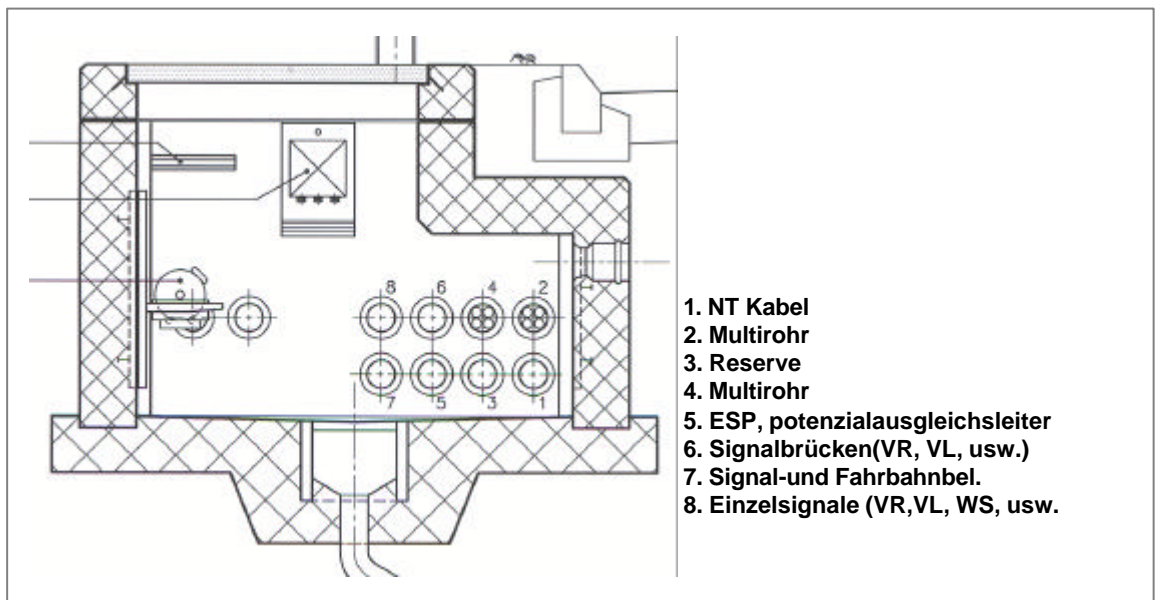 8 6 4 2
7 5 3 1
1. NT Kabel
2. Multirohr
3. Reserve
4. Multirohr
5. ESP, potenzialausgleichsleiter
6. Signalbrücken(VR, VL, usw.)
7. Signal-und Fahrbahnbel.
8. Einzelsignale (VR,VL, WS, usw.